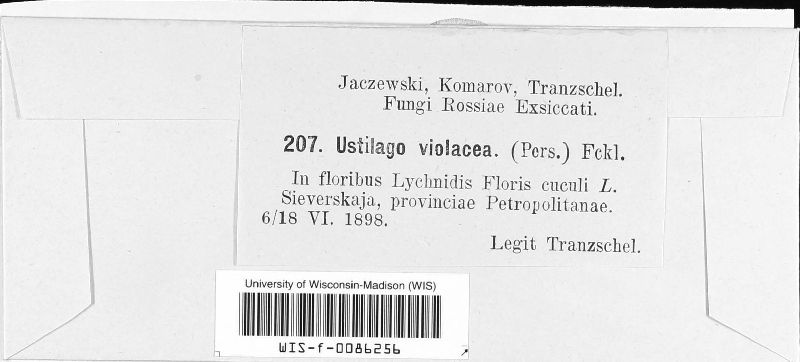 Jaczewski, Komarov, Tranzschel.
Fungi Rossiae Exsiccati.
207. Ustilago violacea. (Pers.) Fckl.
In floribus Lychnidis Floris cuculi L.
Sieverskaja, provinciae Petropolitanae.
6/18 VI. 1898.
Legit Tranzschel.
University of Wisconsin-Madison (WIS)
WIS-f-0086256